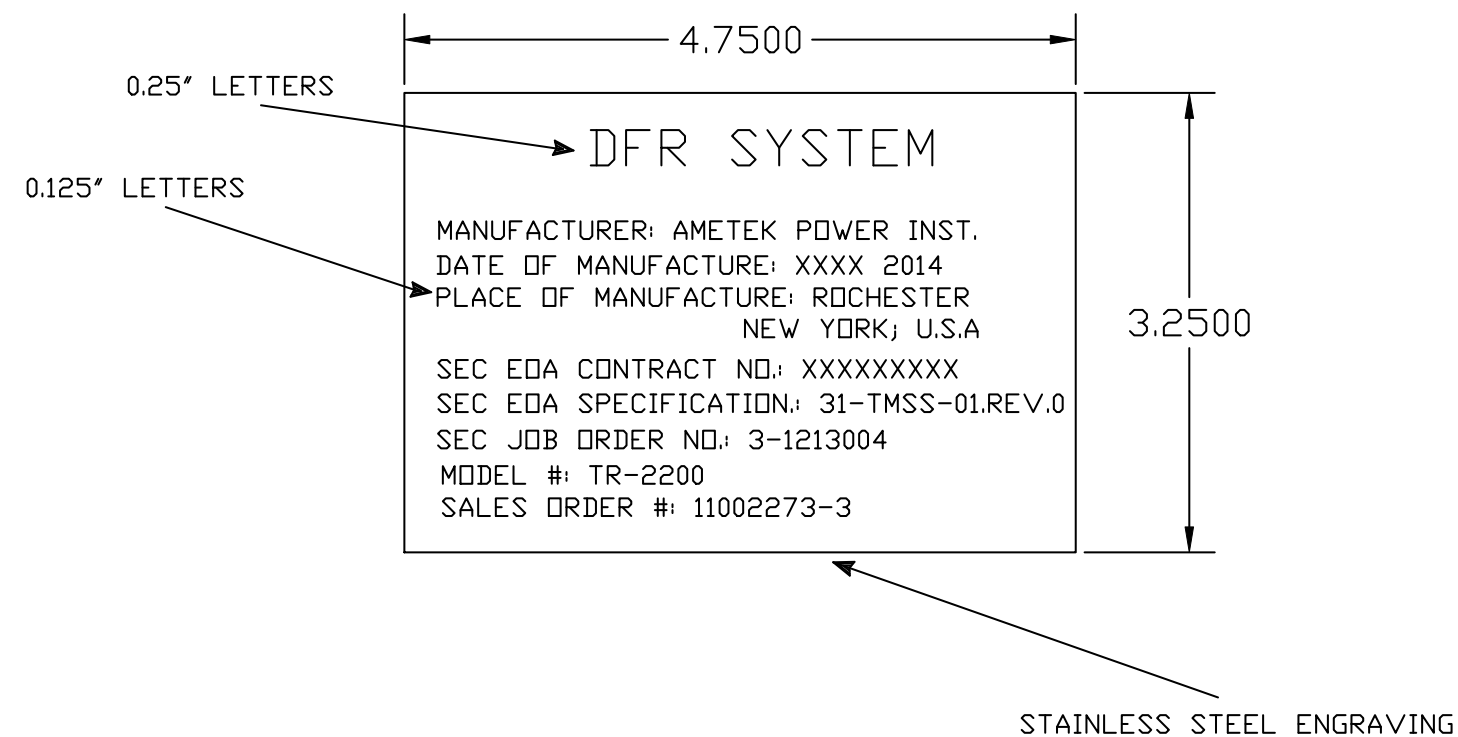 4.7500
0.25" LETTERS
DFR SYSTEM
0.125" LETTERS
MANUFACTURER: AMETEK POWER INST.
DATE OF MANUFACTURE: XXXX 2014
PLACE OF MANUFACTURE: ROCHESTER
NEW YORK; U.S.A
3.2500
SEC EOA CONTRACT NO.: XXXXXXXXX
SEC EOA SPECIFICATION.: 31-TMSS-01.REV.0
SEC JOB ORDER NO.: 3-1213004
MODEL #: TR-2200
SALES ORDER #: 11002273-3
STAINLESS STEEL ENGRAVING